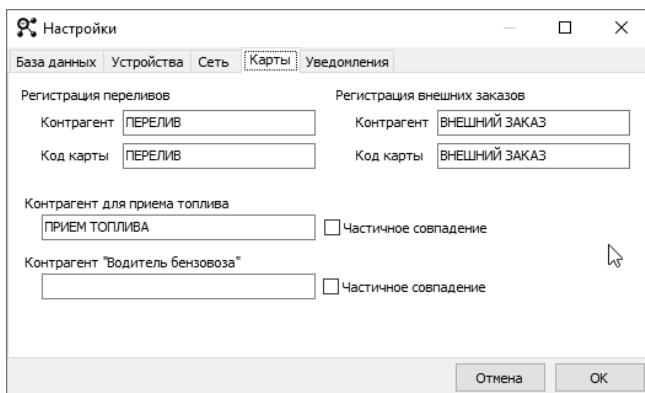 Настройки
База данных Устройства Сеть Карты Уведомления
Регистрация переливов Регистрация внешних заказов
Контрагент ПЕРЕЛИВ Контрагент ВНЕШНИЙ ЗАКАЗ
Код карты ПЕРЕЛИВ Код карты ВНЕШНИЙ ЗАКАЗ
Контрагент для приема топлива
ПРИЕМ ТОПЛИВА Частичное совпадение
Контрагент "Водитель бензовоза"
Частичное совпадение
Отмена OK